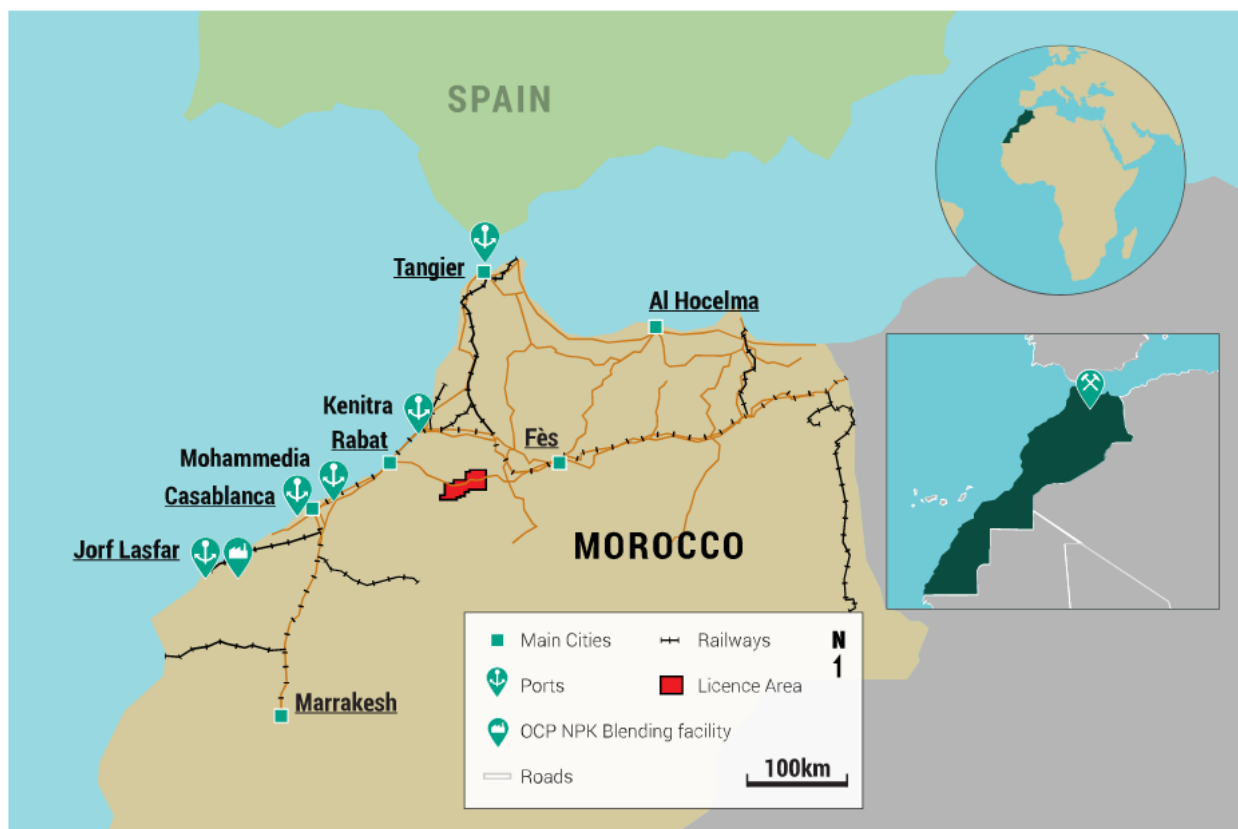 SPAIN
Tangier
Al Hocelma
Kenitra
Rabat
Fès
Mohammedia
Casablanca
Jorf Lasfar
MOROCCO
Marrakesh
Main Cities
Railways
N
Ports
Licence Area
OCP NPK Blending facility
Roads
100km